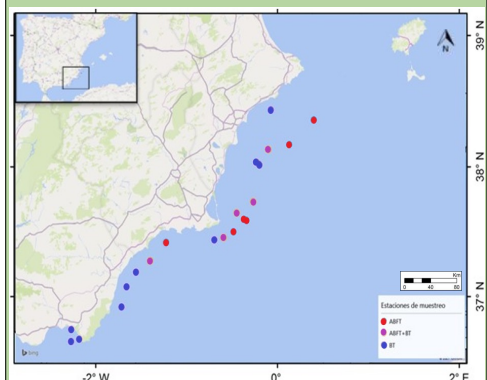 39° N
N
38° N
37° N
Km
0 40 80
Estaciones de muestreo
ABFT
ABFT+BT
BT
bing
-2° W 0° 2° E